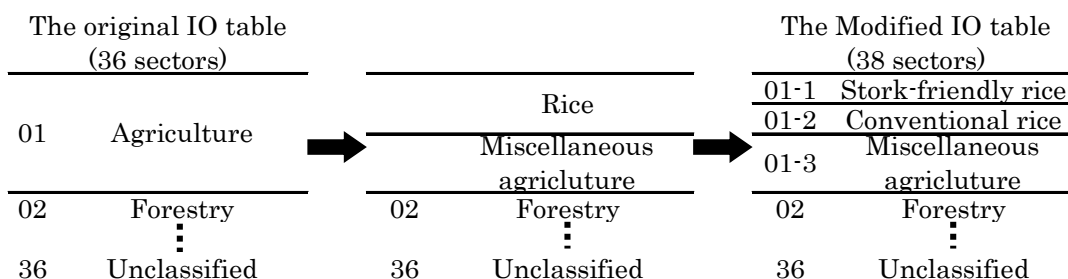 The original IO table
(36 sectors)
01 Agriculture
02 Forestry
36 Unclassified
Rice
Miscellaneous
agricluture
02 Forestry
36 Unclassified
The Modified IO table
(38 sectors)
01-1 Stork-friendly rice
01-2 Conventional rice
01-3 Miscellaneous
agricluture
02 Forestry
36 Unclassified